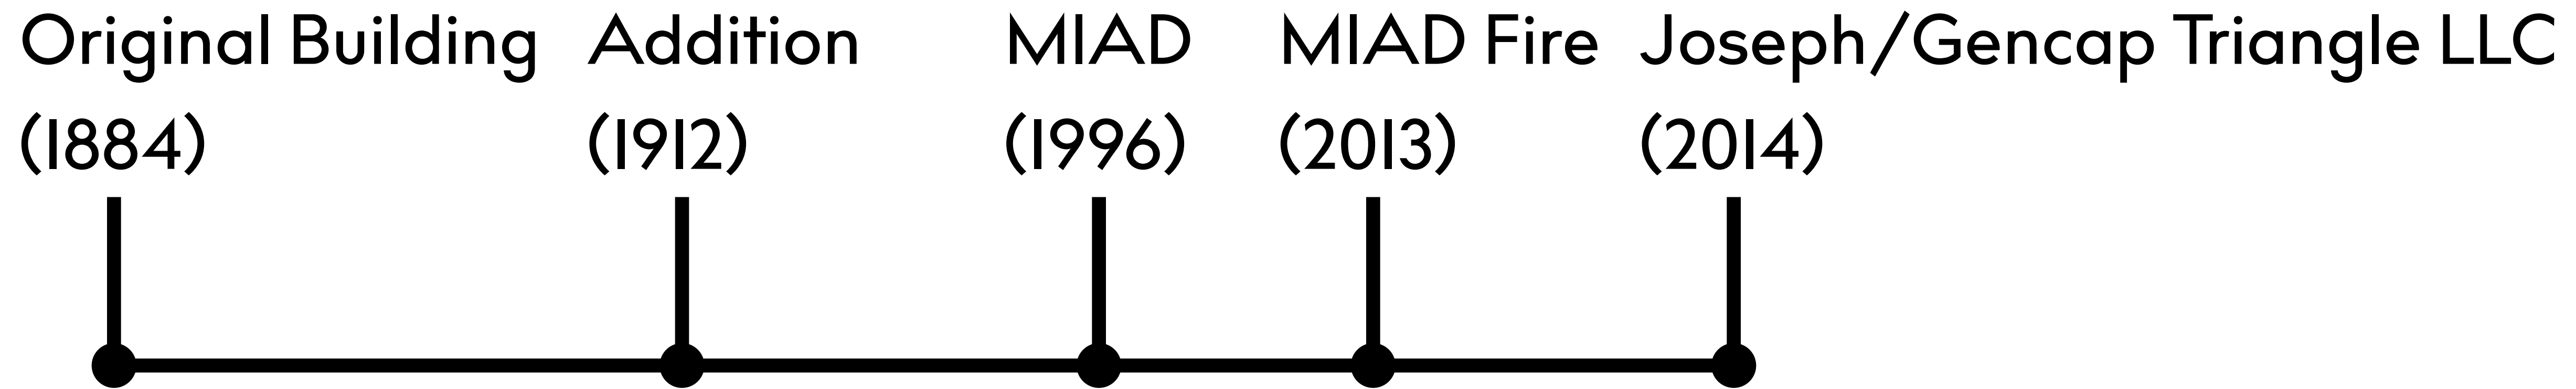 Original Building
(1884)
Addition
(1912)
MIAD
(1996)
MIAD Fire
(2013)
Joseph/Gencap Triangle LLC
(2014)